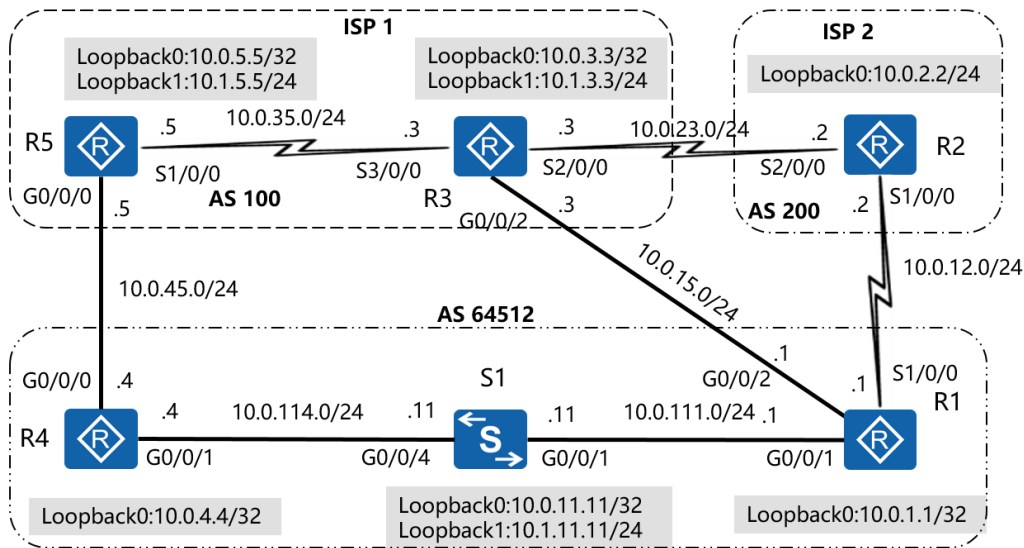 ISP 1
ISP 2
Loopback0:10.0.5.5/32
Loopback1:10.1.5.5/24
Loopback0:10.0.3.3/32
Loopback1:10.1.3.3/24
Loopback0:10.0.2.2/24
R5
R
.5
10.0.35.0/24
.3
R
.3
10.0.23.0/24
.2
R
R2
S1/0/0
S3/0/0
S2/0/0
S2/0/0
S1/0/0
G0/0/0
.5
AS 100
R3
G0/0/2
.3
AS 200
.2
10.0.45.0/24
10.0.15.0/24
10.0.12.0/24
AS 64512
G0/0/0
.4
S1
.1
G0/0/2
.1
S1/0/0
R1
R4
R
.4
10.0.114.0/24
.11
S
.11
10.0.111.0/24
.1
R
G0/0/1
G0/0/4
G0/0/1
G0/0/1
Loopback0:10.0.4.4/32
Loopback0:10.0.11.11/32
Loopback1:10.1.11.11/24
Loopback0:10.0.1.1/32